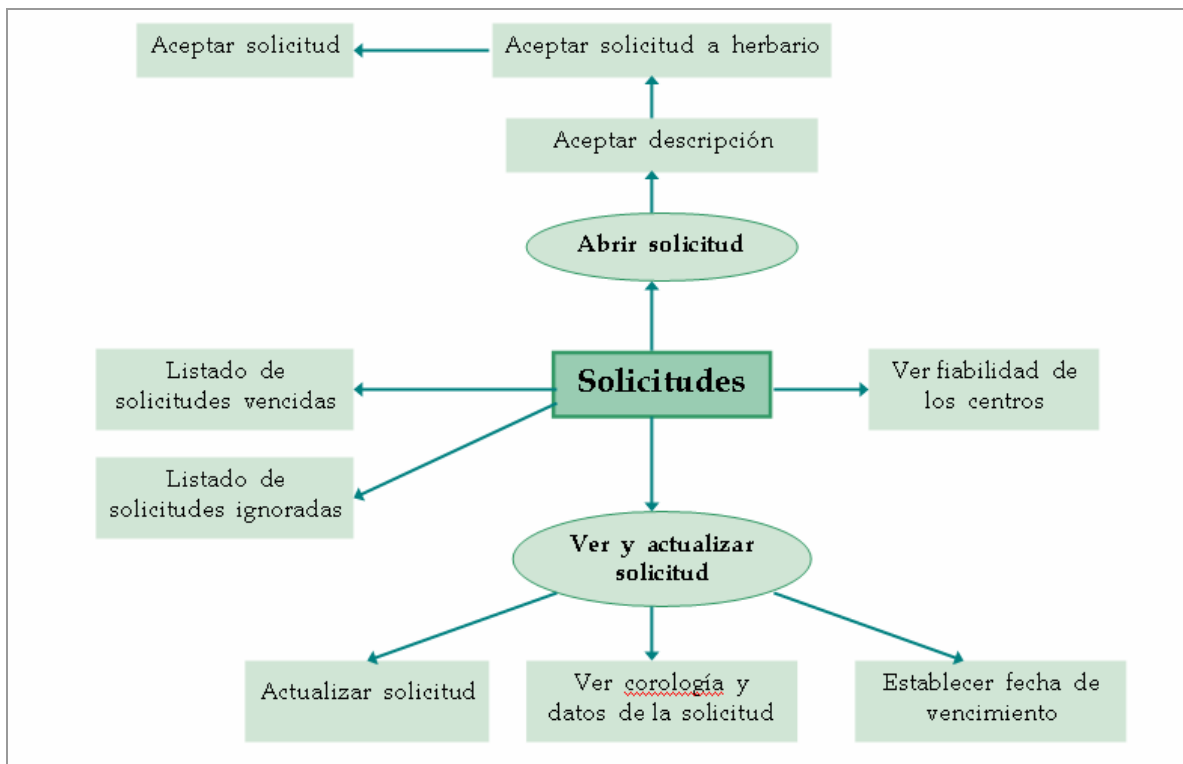 Aceptar solicitud
Aceptar solicitud a herbario
Aceptar descripción
Abrir solicitud
Listado de
solicitudes vencidas
Solicitudes
Ver fiabilidad de
los centros
Listado de
solicitudes ignoradas
Ver y actualizar
solicitud
Actualizar solicitud
Ver corología y
datos de la solicitud
Establecer fecha de
vencimiento